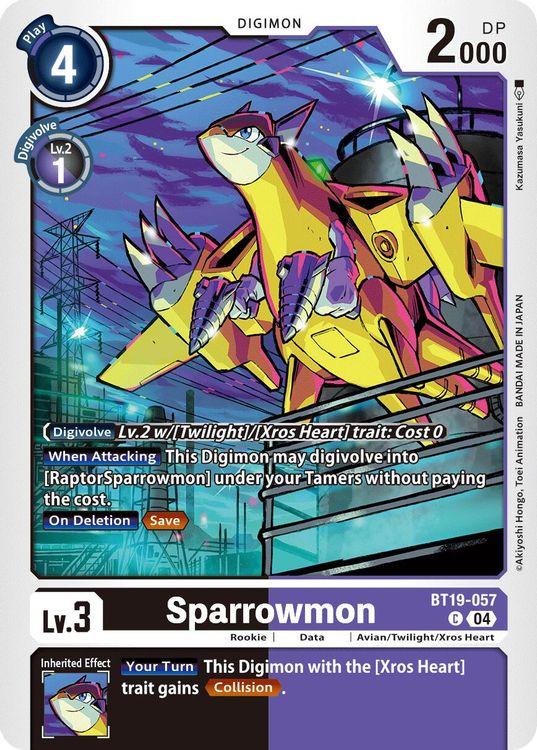 DIGIMON
Play
4
DP
2000
Digivolve
Lv.2
1
Kazumasa Yasukuni
©Akiyoshi Hongo, Toei Animation BANDAI MADE IN JAPAN
Digivolve Lv.2 w/[Twilight]/[Xros Heart] trait: Cost 0
When Attacking This Digimon may digivolve into
[RaptorSparrowmon] under your Tamers without paying
the cost.
On Deletion Save
Lv.3
Sparrowmon
BT19-057
C 04
Rookie | Data | Avian/Twilight/Xros Heart
Inherited Effect
Your Turn This Digimon with the [Xros Heart]
trait gains Collision.